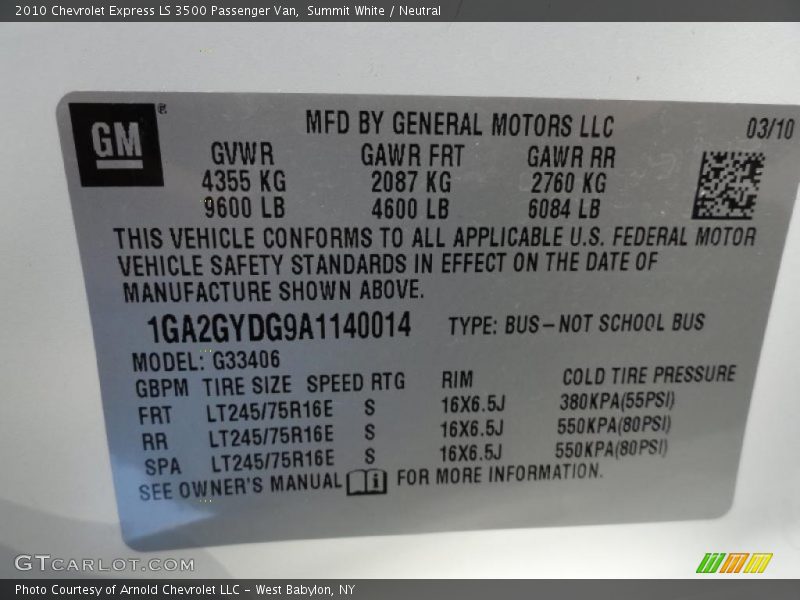 2010 Chevrolet Express LS 3500 Passenger Van,  Summit White / Neutral
GM®
MFD BY GENERAL MOTORS LLC 03/10
GVWR GAWR FRT GAWR RR
4355 KG 2087 KG 2760 KG
9600 LB 4600 LB 6084 LB
THIS VEHICLE CONFORMS TO ALL APPLICABLE U.S. FEDERAL MOTOR
VEHICLE SAFETY STANDARDS IN EFFECT ON THE DATE OF
MANUFACTURE SHOWN ABOVE.
1GA2GYDG9A1140014 TYPE: BUS-NOT SCHOOL BUS
MODEL: G33406
GBPM TIRE SIZE SPEED RTG RIM COLD TIRE PRESSURE
FRT LT245/75R16E S 16X6.5J 380KPA(55PSI)
RR LT245/75R16E S 16X6.5J 550KPA(80PSI)
SPA LT245/75R16E S 16X6.5J 550KPA(80PSI)
SEE OWNER'S MANUAL i FOR MORE INFORMATION.
GTCARLOT.COM
Photo Courtesy of Arnold Chevrolet LLC - West Babylon, NY